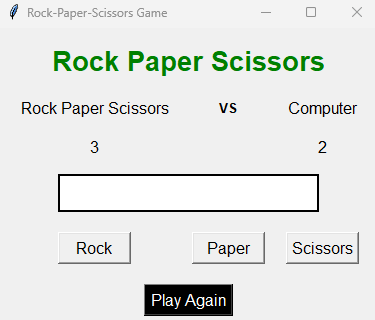 Rock-Paper-Scissors Game
Rock Paper Scissors
Rock Paper Scissors vs Computer
3 2
Rock Paper Scissors
Play Again